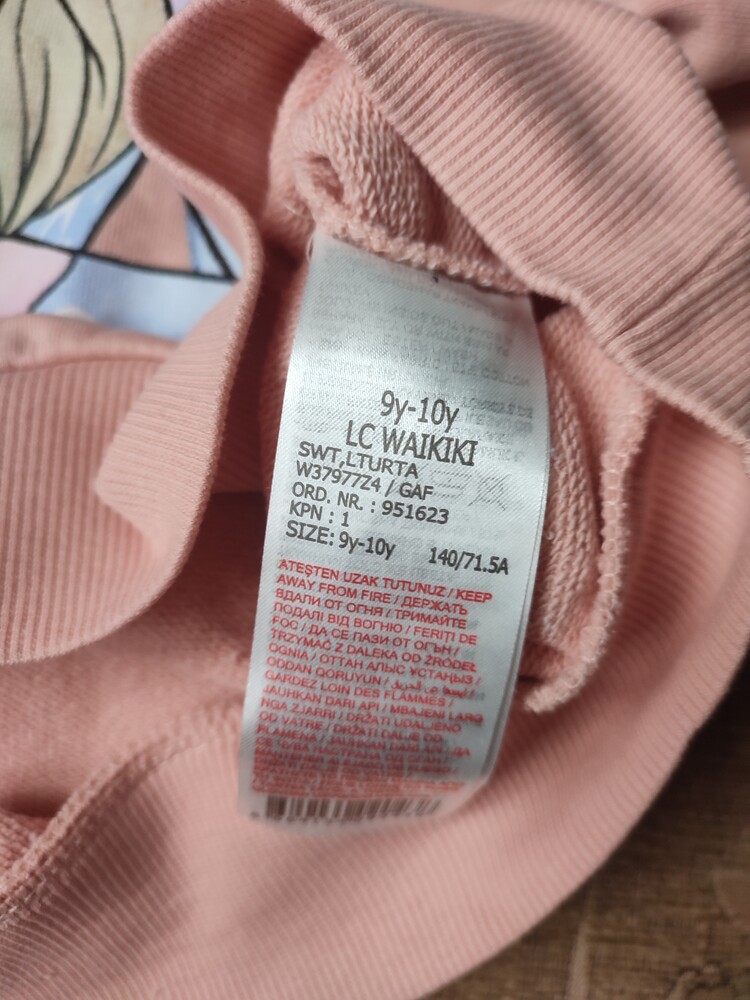 9y-10y
LC WAIKIKI
SWT,LTURTA
W37977Z4 / GAF
ORD. NR. : 951623
KPN : 1
SIZE: 9y-10y 140/71.5A
ATEŞTEN UZAK TUTUNUZ / KEEP
AWAY FROM FIRE / ДЕРЖАТЬ
ВДАЛИ ОТ ОГНЯ / ТРИМАЙТЕ
ПОДАЛІ ВІД ВОГНЮ / FERIȚI DE
FOC / ДА СЕ ПАЗИ ОТ ОГЪН /
TRZYMAĆ Z DALEKA OD ŹRÓDEŁ
OGNIA / ОТТАН АЛЫС ҰСТАҢЫЗ /
ODDAN QORUYUN /
GARDEZ LOIN DES FLAMMES /
JAUHKAN DARI API / MBAJENI LARG
NGA ZJARRI / DRŽATI UDALJENO
OD VATRE / DRŽATI DALJE OD
PLAMENA /